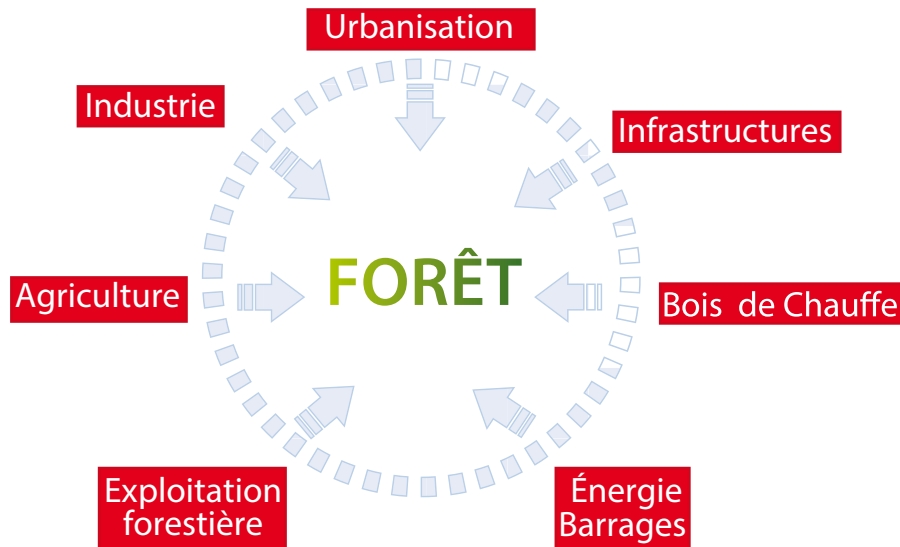 Urbanisation
Industrie
Infrastructures
FORÊT
Agriculture
Bois de Chauffe
Exploitation
forestière
Énergie
Barrages